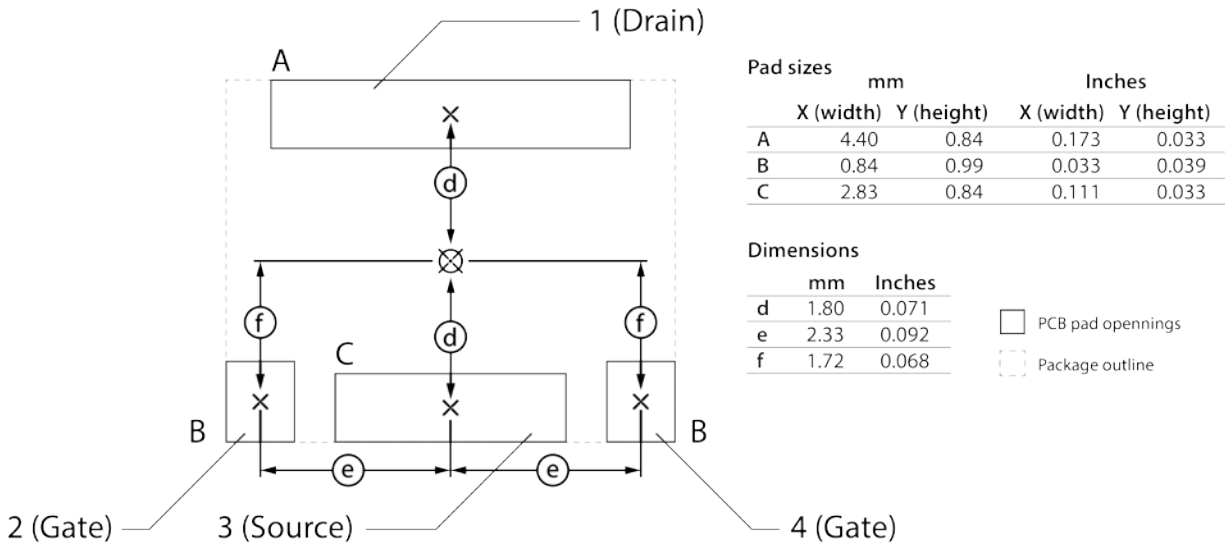 1 (Drain)
A
d
f
d
f
C
B
B
e
e
2 (Gate)
3 (Source)
4 (Gate)
Pad sizes
mm Inches
X (width) Y (height) X (width) Y (height)
A 4.40 0.84 0.173 0.033
B 0.84 0.99 0.033 0.039
C 2.83 0.84 0.111 0.033
Dimensions
mm Inches
d 1.80 0.071
e 2.33 0.092
f 1.72 0.068
PCB pad opennings
Package outline